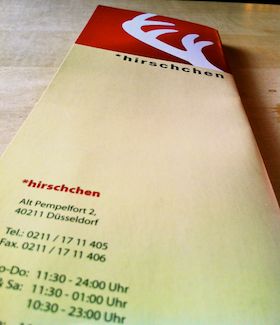 *hirschchen
*hirschchen
Alt Pempelfort 2,
40211 Düsseldorf
Tel.: 0211 / 17 11 405
Fax. 0211 / 17 11 406
-Do: 11:30 - 24:00 Uhr
& Sa: 11:30 - 01:00 Uhr
10:30 - 23:00 Uhr